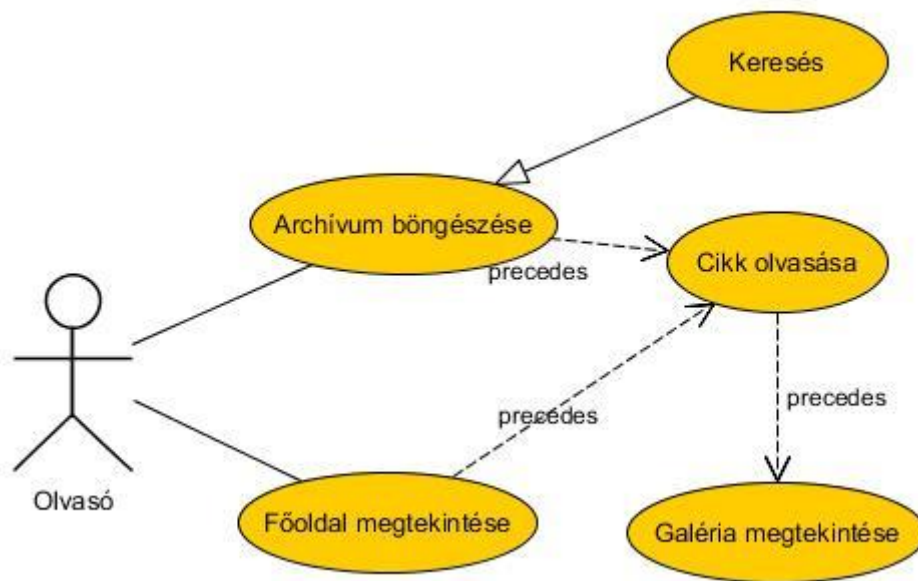 Keresés
Archívum böngészése
precedes
Cikk olvasása
precedes
precedes
Olvasó
Főoldal megtekintése
Galéria megtekintése